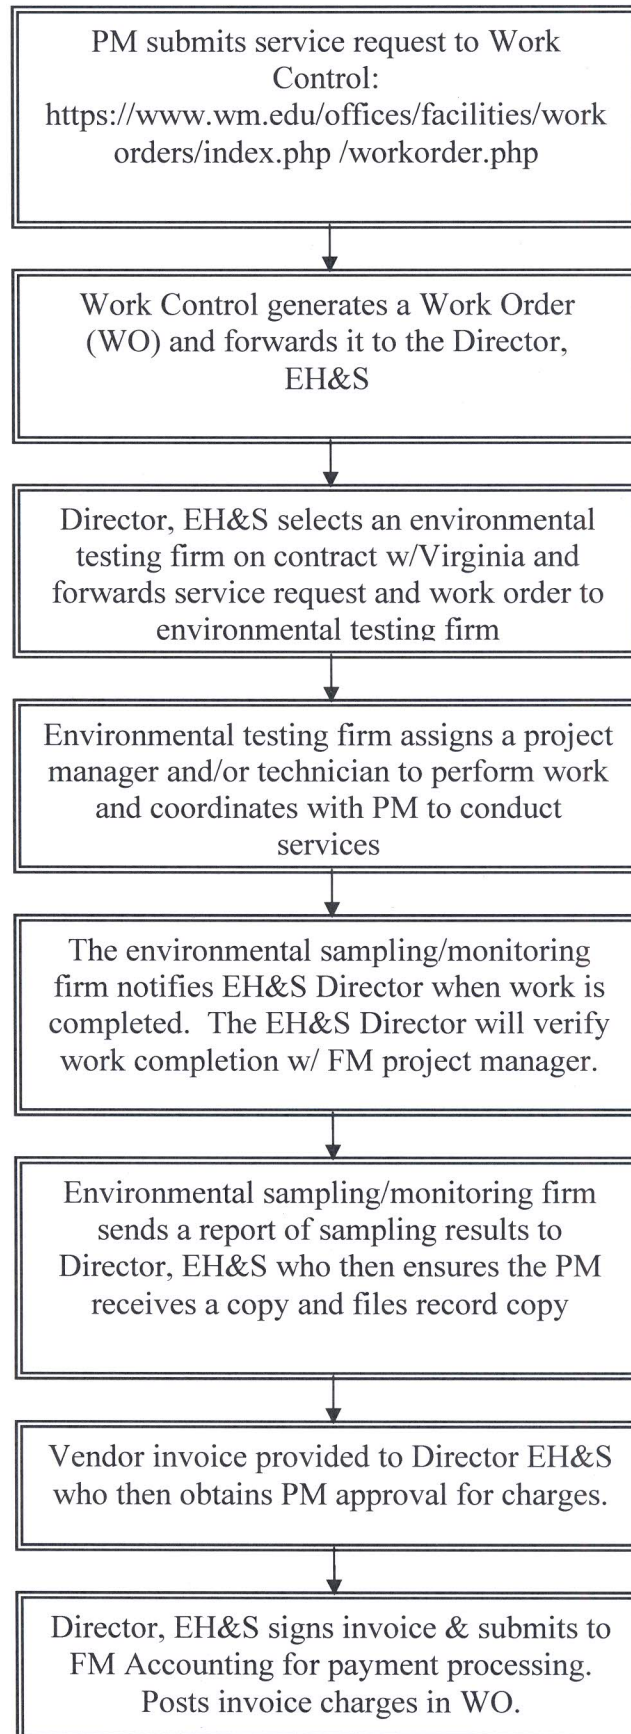 PM submits service request to Work
Control:
https://www.wm.edu/offices/facilities/work
orders/index.php /workorder.php
Work Control generates a Work Order
(WO) and forwards it to the Director,
EH&S
Director, EH&S selects an environmental
testing firm on contract w/Virginia and
forwards service request and work order to
environmental testing firm
Environmental testing firm assigns a project
manager and/or technician to perform work
and coordinates with PM to conduct
services
The environmental sampling/monitoring
firm notifies EH&S Director when work is
completed.  The EH&S Director will verify
work completion w/ FM project manager.
Environmental sampling/monitoring firm
sends a report of sampling results to
Director, EH&S who then ensures the PM
receives a copy and files record copy
Vendor invoice provided to Director EH&S
who then obtains PM approval for charges.
Director, EH&S signs invoice & submits to
FM Accounting for payment processing.
Posts invoice charges in WO.